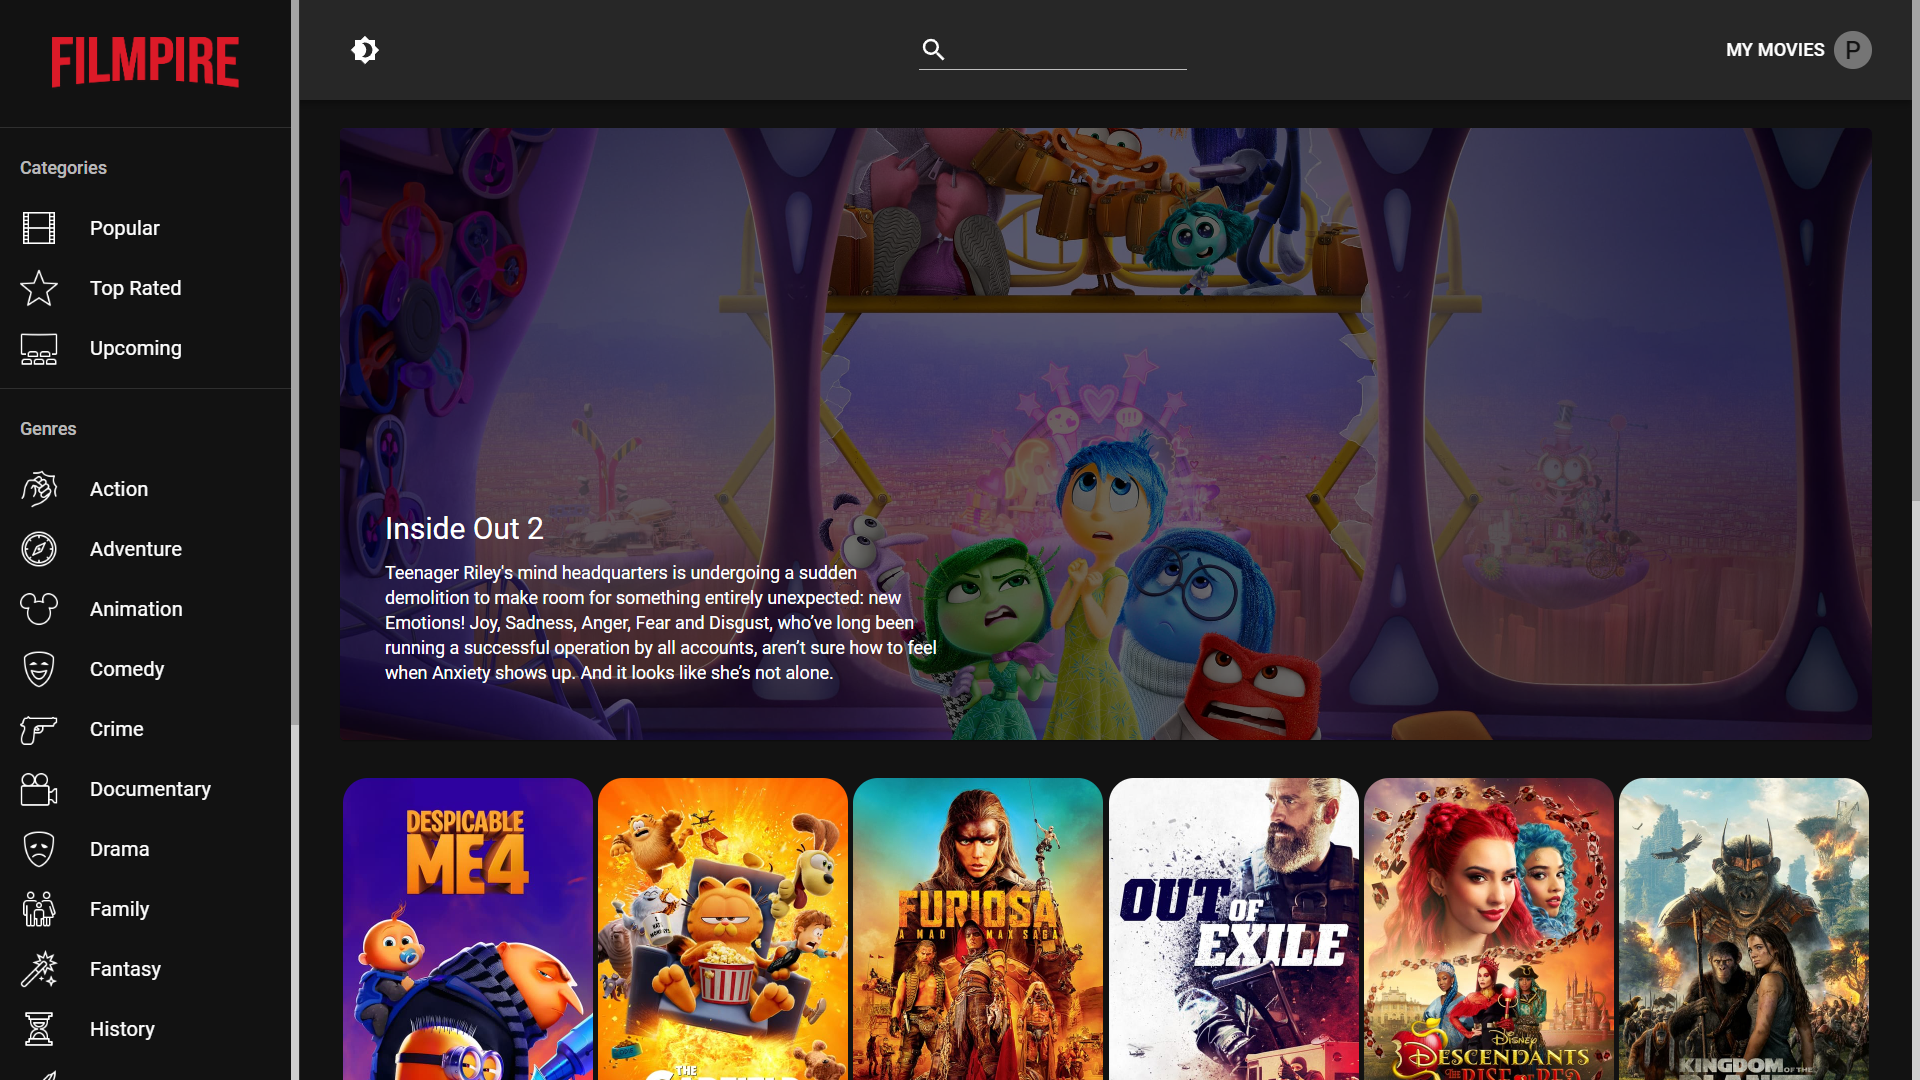 FILMPIRE
MY MOVIES P
Categories
Popular
Top Rated
Upcoming
Genres
Action
Adventure
Animation
Comedy
Crime
Documentary
Drama
Family
Fantasy
History
Inside Out 2
Teenager Riley's mind headquarters is undergoing a sudden
demolition to make room for something entirely unexpected: new
Emotions! Joy, Sadness, Anger, Fear and Disgust, who’ve long been
running a successful operation by all accounts, aren’t sure how to feel
when Anxiety shows up. And it looks like she’s not alone.
DESPICABLE
ME 4
THE
FURIOSA
A MAD MAX SAGA
OUT OF
EXILE
Disney
DESCENDANTS
THE RISE OF RED
KINGDOM OF THE